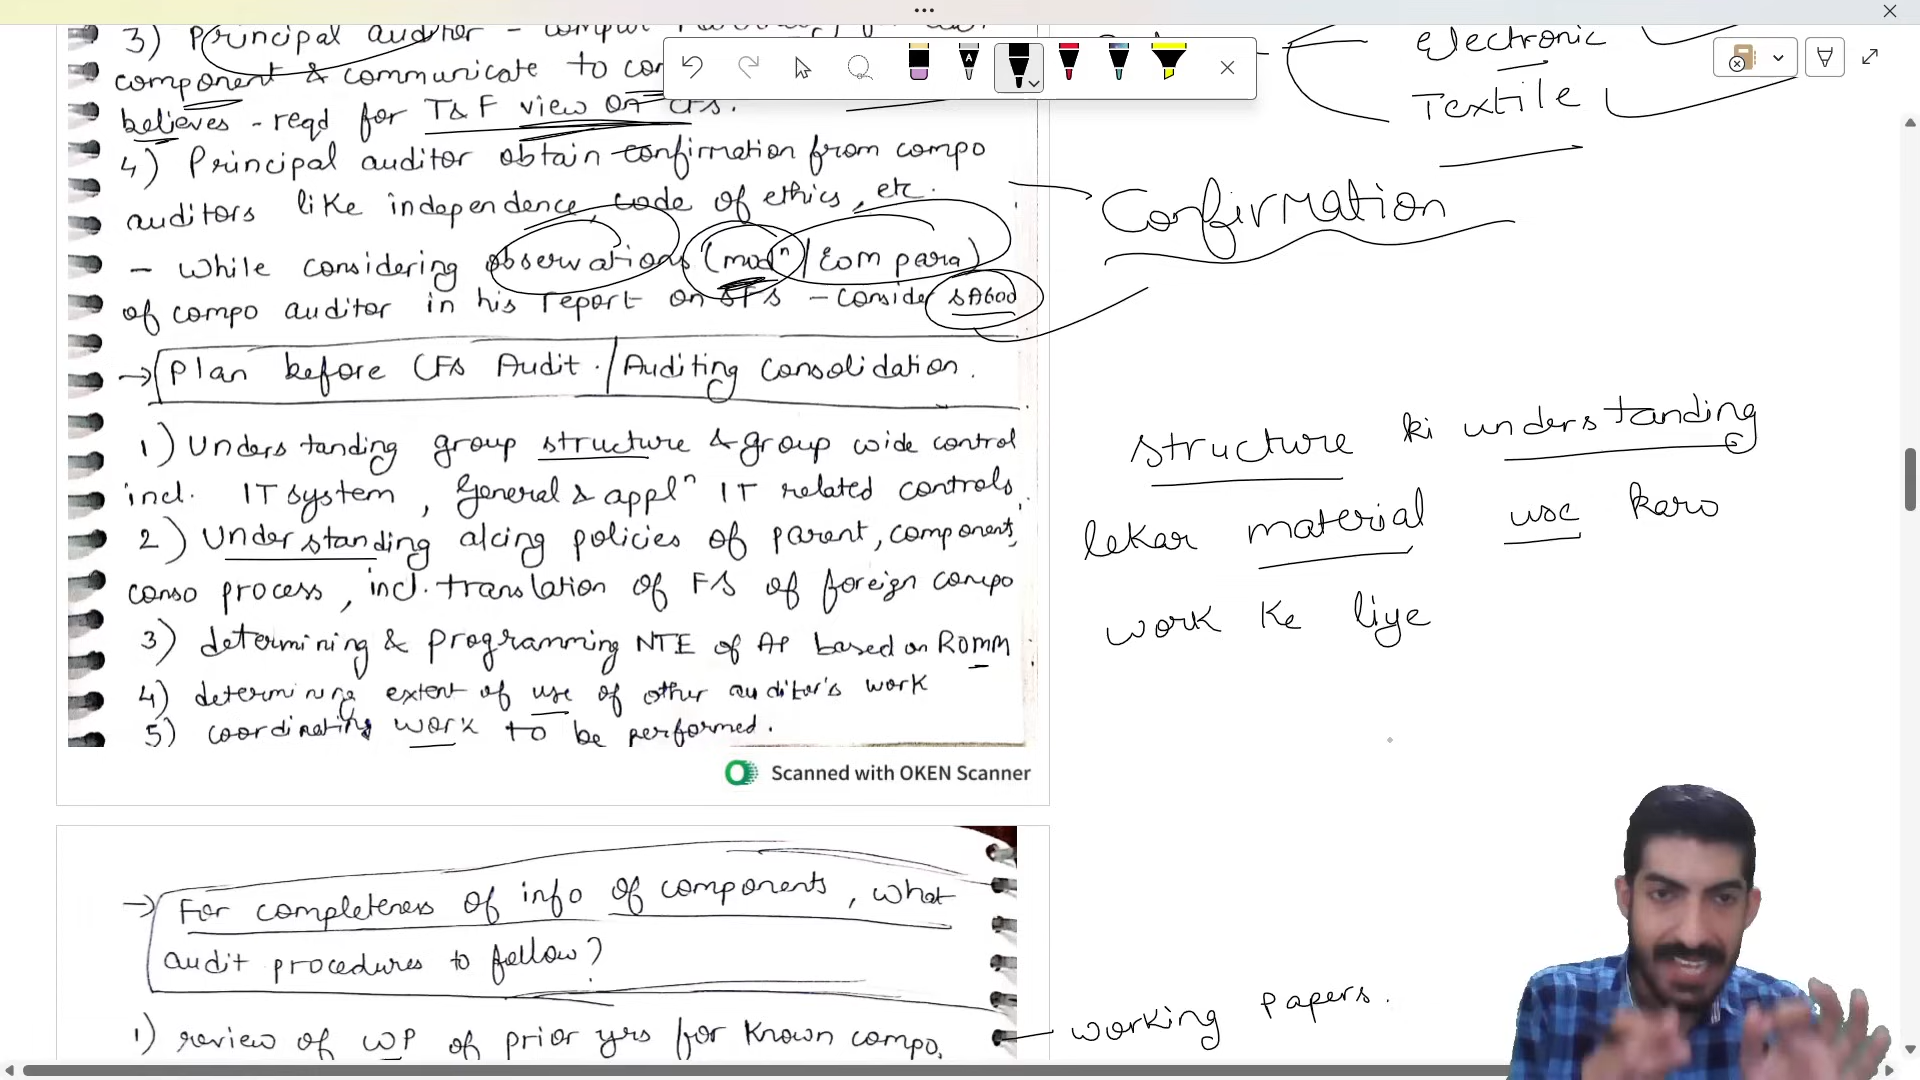 3) Principal auditor -
component & communicate to
believes - reqd for T&F view on CFS.
4) Principal auditor obtain confirmation from compo
auditors like independence, code of ethics, etc.
- While considering observations (modⁿ / Eom para)
of compo auditor in his report on SFS - consider SA600
→ Plan before CFS Audit. / Auditing Consolidation.
1) Understanding group structure & group wide control
incl. IT system, General & applⁿ IT related controls.
2) Understanding a/cing policies of parent, component,
conso process, incl. translation of FS of foreign compo
3) determining & programming NTE of AP based on ROMM
4) determining extent of use of other auditor's work
5) coordinating work to be performed.
Scanned with OKEN Scanner
→ For completeness of info of components, what
audit procedures to follow?
1) review of WP of prior yrs for known compo.
electronic
Textile
Confirmation
structure ki understanding
lekar material use karo
work ke liye
working papers.